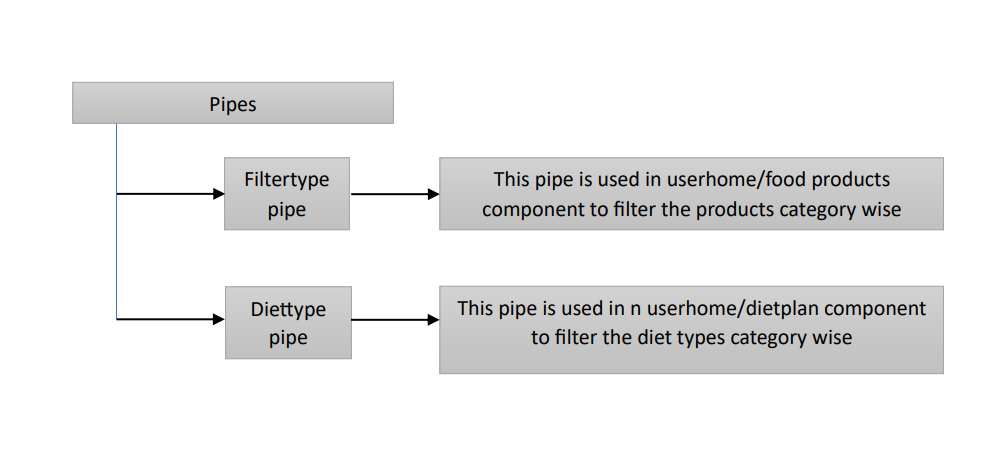 Pipes
Filtertype
pipe
This pipe is used in userhome/food products
component to filter the products category wise
Diettype
pipe
This pipe is used in n userhome/dietplan component
to filter the diet types category wise